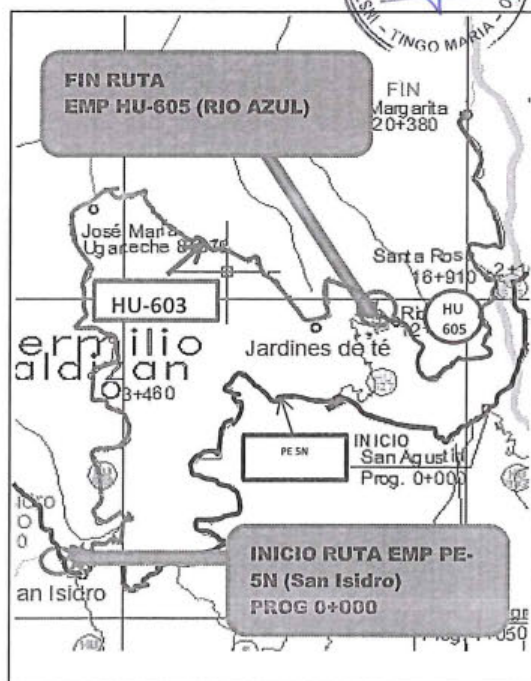 TINGO MARIA
FIN RUTA
EMP HU-605 (RIO AZUL)
FIN
Margarita
20+380
José María
Ugarteche
Santa Ros
16+910
HU-603
HU
605
Jardines de té
ermilio
aldizan
3+460
PE 5N
INICIO
San Agustín
Prog. 0+000
an Isidro
INICIO RUTA EMP PE-
5N (San Isidro)
PROG 0+000